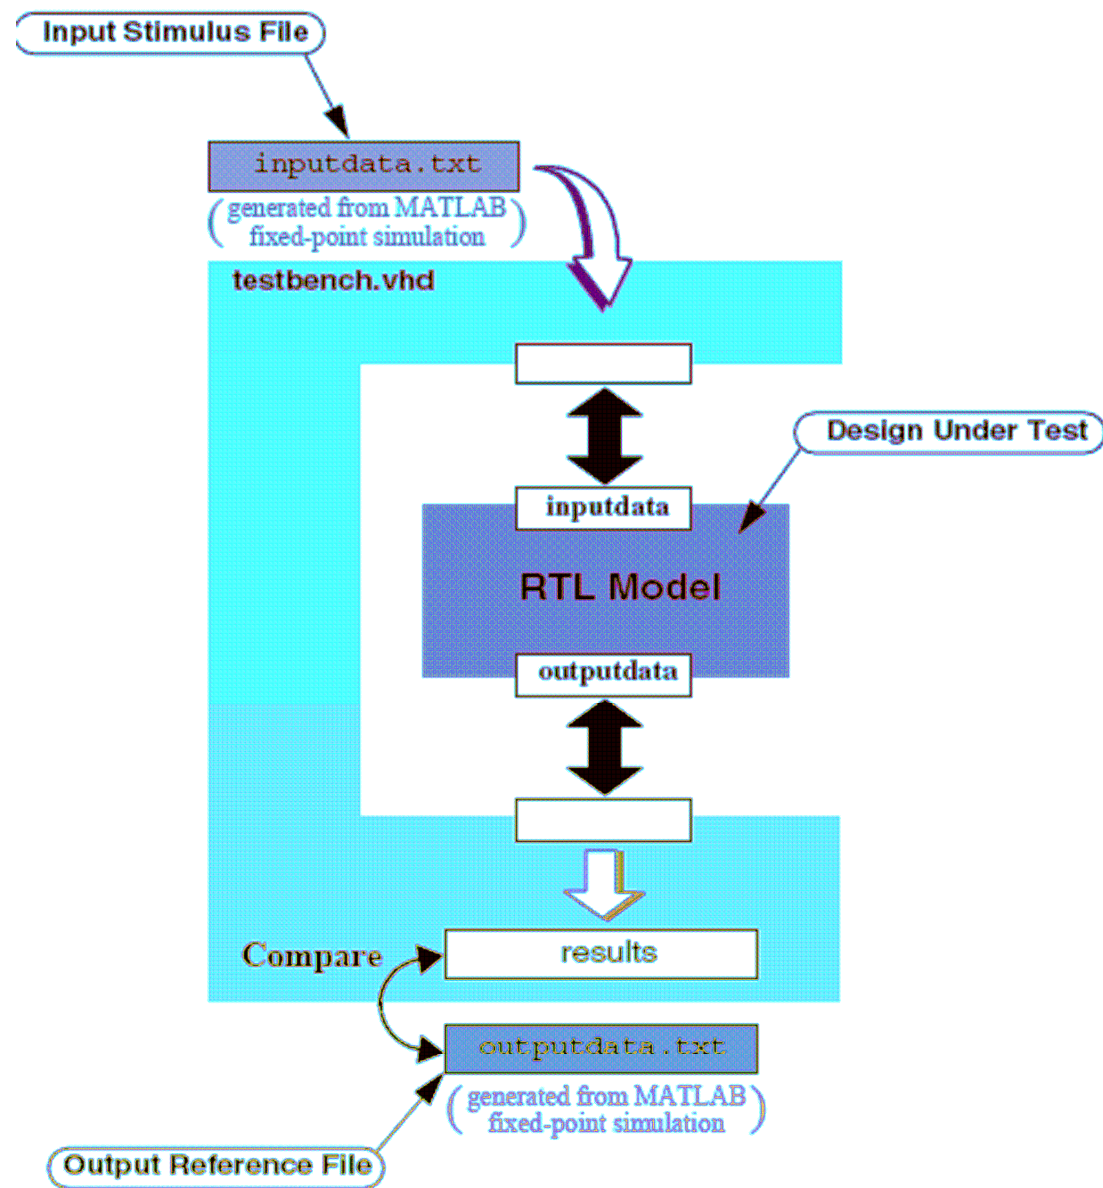 Input Stimulus File
inputdata.txt
(generated from MATLAB
fixed-point simulation)
testbench.vhd
Design Under Test
inputdata
RTL Model
outputdata
Compare
results
outputdata.txt
(generated from MATLAB
fixed-point simulation)
Output Reference File